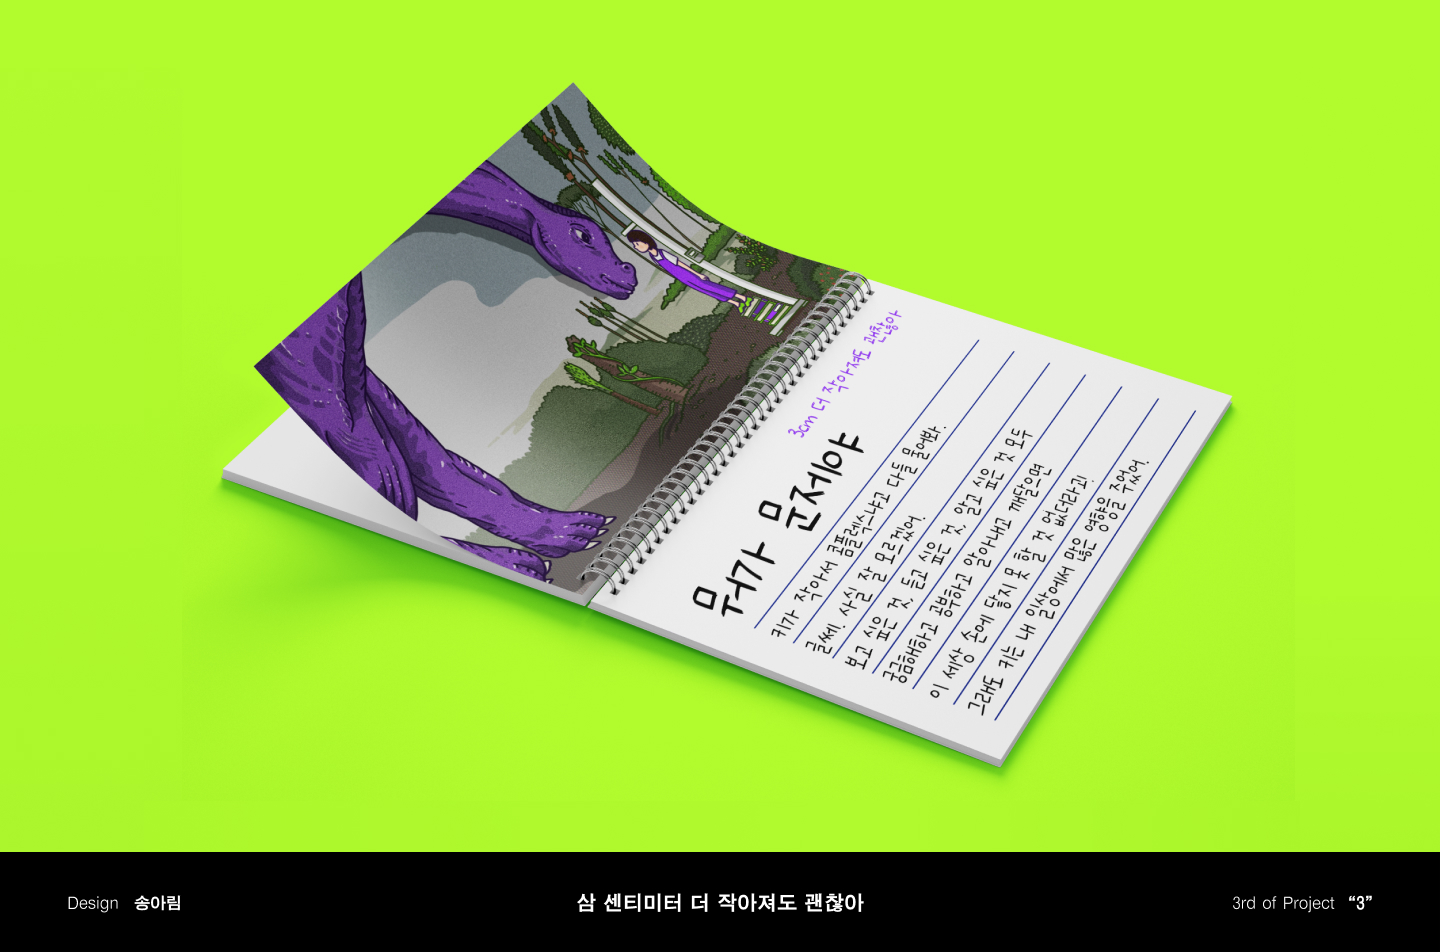 3cm 더 작아져도 괜찮아
뭐가 문제야
키가 작아서 콤플렉스냐고 다들 물어봐.
글쎄. 사실 잘 모르겠어.
보고 싶은 것, 듣고 싶은 것, 알고 싶은 것 모두
궁금해하고 공부하고 알아내고 깨달으면
이 세상 손에 닿지 못 할 것 없더라고!
그래도 키는 내 일상에서 많은 영향을 주었어.
Design 송아림
삼 센티미터 더 작아져도 괜찮아
3rd of Project “3”